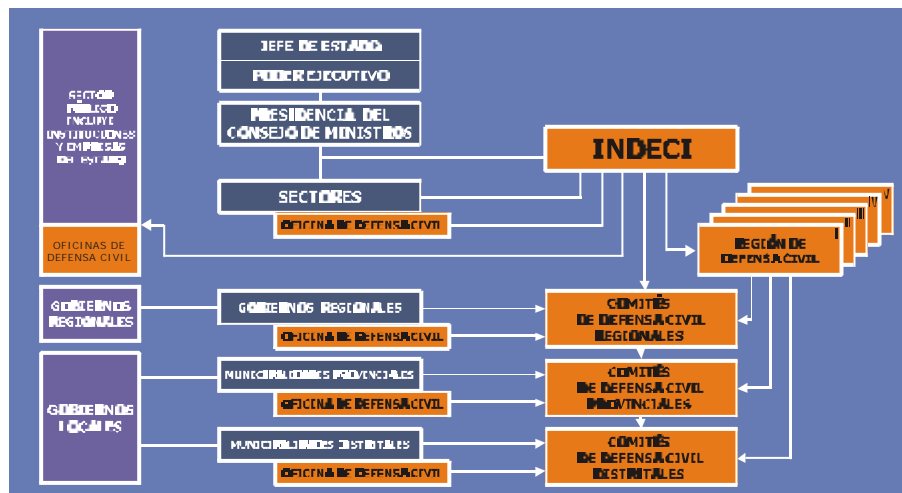 JEFE DE ESTADO
PODER EJECUTIVO
PRESIDENCIA DEL
CONSEJO DE MINISTROS
SECTORES
OFICINA DE DEFENSA CIVIL
SECTOR
PÚBLICO
INCLUYE
INSTITUCIONES
Y EMPRESAS
DEL ESTADO
OFICINAS DE
DEFENSA CIVIL
INDECI
V
IV
III
II
I
REGIÓN DE
DEFENSA CIVIL
GOBIERNOS
REGIONALES
GOBIERNOS REGIONALES
OFICINA DE DEFENSA CIVIL
COMITÉS
DE DEFENSA CIVIL
REGIONALES
GOBIERNOS
LOCALES
MUNICIPALIDADES PROVINCIALES
OFICINA DE DEFENSA CIVIL
COMITÉS
DE DEFENSA CIVIL
PROVINCIALES
MUNICIPALIDADES DISTRITALES
OFICINA DE DEFENSA CIVIL
COMITÉS
DE DEFENSA CIVIL
DISTRITALES